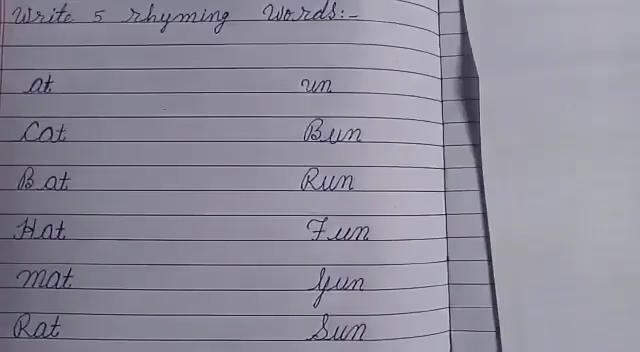 Write 5 rhyming Words:-
at un
Cat Bun
Bat Run
Hat Fun
Mat Gun
Rat Sun